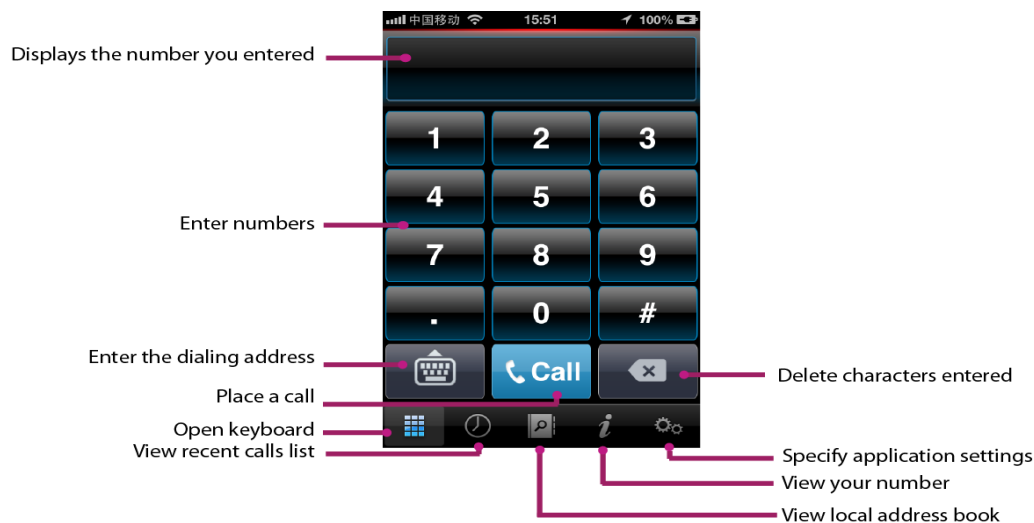 中国移动 15:51 100%
Displays the number you entered
1 2 3
4 5 6
Enter numbers
7 8 9
. 0 #
Enter the dialing address
Call
Delete characters entered
Place a call
Open keyboard
View recent calls list
i
Specify application settings
View your number
View local address book